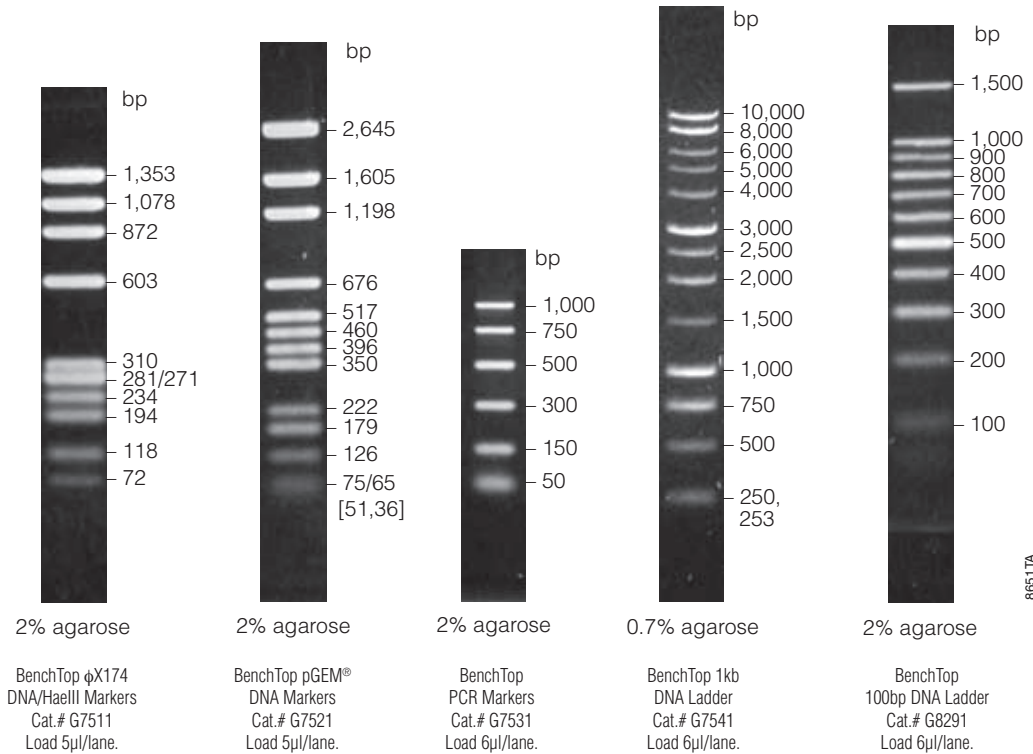 bp
1,353
1,078
872
603
310
281/271
234
194
118
72
2% agarose
BenchTop φX174
DNA/HaeIII Markers
Cat.# G7511
Load 5µl/lane.
bp
2,645
1,605
1,198
676
517
460
396
350
222
179
126
75/65
[51,36]
2% agarose
BenchTop pGEM®
DNA Markers
Cat.# G7521
Load 5µl/lane.
bp
1,000
750
500
300
150
50
2% agarose
BenchTop
PCR Markers
Cat.# G7531
Load 6µl/lane.
bp
10,000
8,000
6,000
5,000
4,000
3,000
2,500
2,000
1,500
1,000
750
500
250,
253
0.7% agarose
BenchTop 1kb
DNA Ladder
Cat.# G7541
Load 6µl/lane.
bp
1,500
1,000
900
800
700
600
500
400
300
200
100
2% agarose
BenchTop
100bp DNA Ladder
Cat.# G8291
Load 6µl/lane.
8651TA